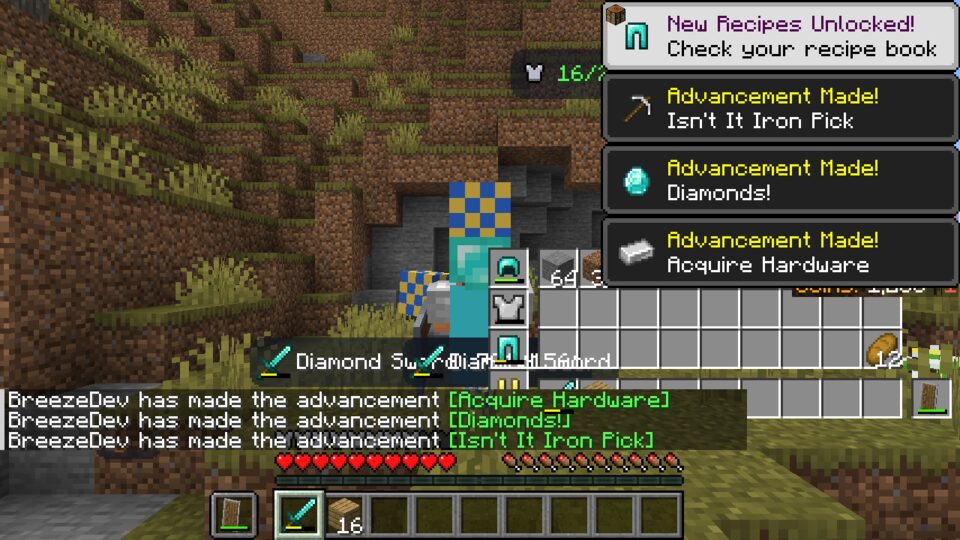 New Recipes Unlocked!
Check your recipe book
16/
Advancement Made!
Isn't It Iron Pick
Advancement Made!
Diamonds!
Advancement Made!
Acquire Hardware
64
12
Diamond Sword
BreezeDev has made the advancement [Acquire Hardware]
BreezeDev has made the advancement [Diamonds!]
BreezeDev has made the advancement [Isn't It Iron Pick]
16